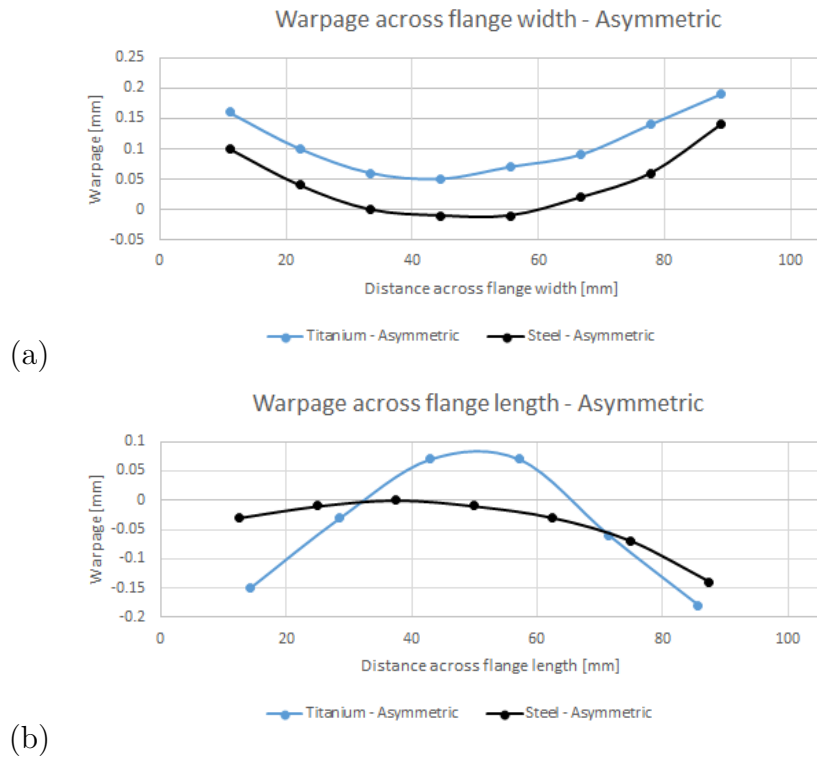 Warpage across flange width - Asymmetric
0.25
0.2
0.15
0.1
0.05
0
-0.05
Warpage [mm]
0 20 40 60 80 100
Distance across flange width [mm]
Titanium - Asymmetric Steel - Asymmetric
(a)
Warpage across flange length - Asymmetric
0.1
0.05
0
-0.05
-0.1
-0.15
-0.2
Warpage [mm]
0 20 40 60 80 100
Distance across flange length [mm]
Titanium - Asymmetric Steel - Asymmetric
(b)